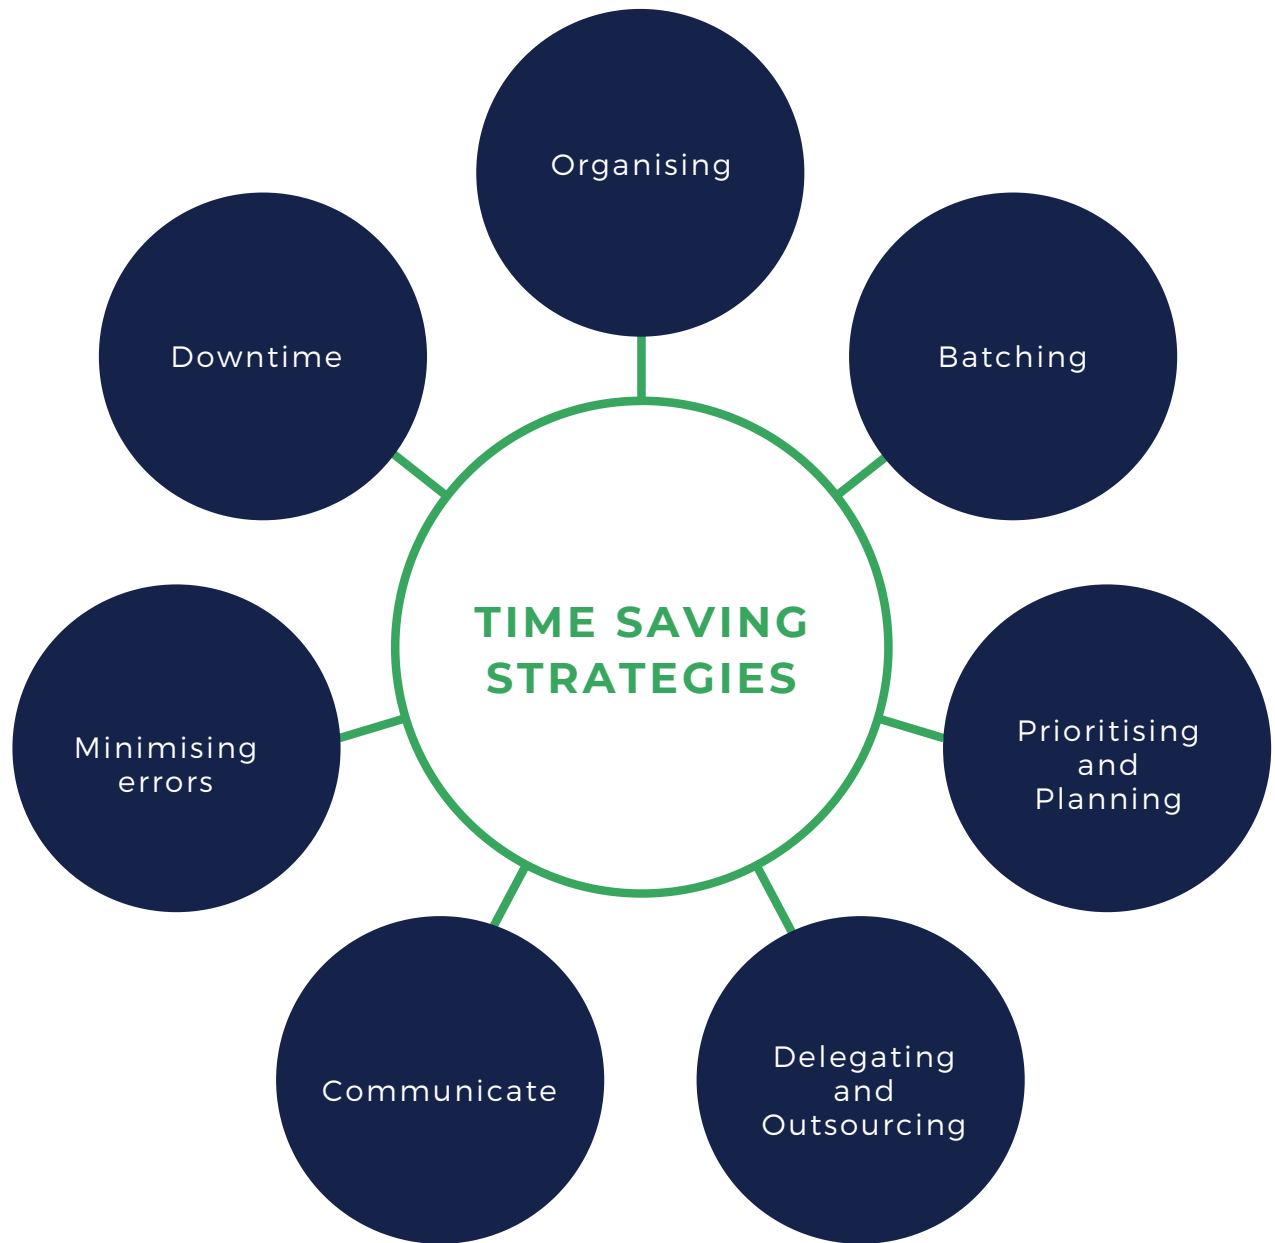 Organising
Downtime
Batching
TIME SAVING
STRATEGIES
Minimising
errors
Prioritising
and
Planning
Communicate
Delegating
and
Outsourcing